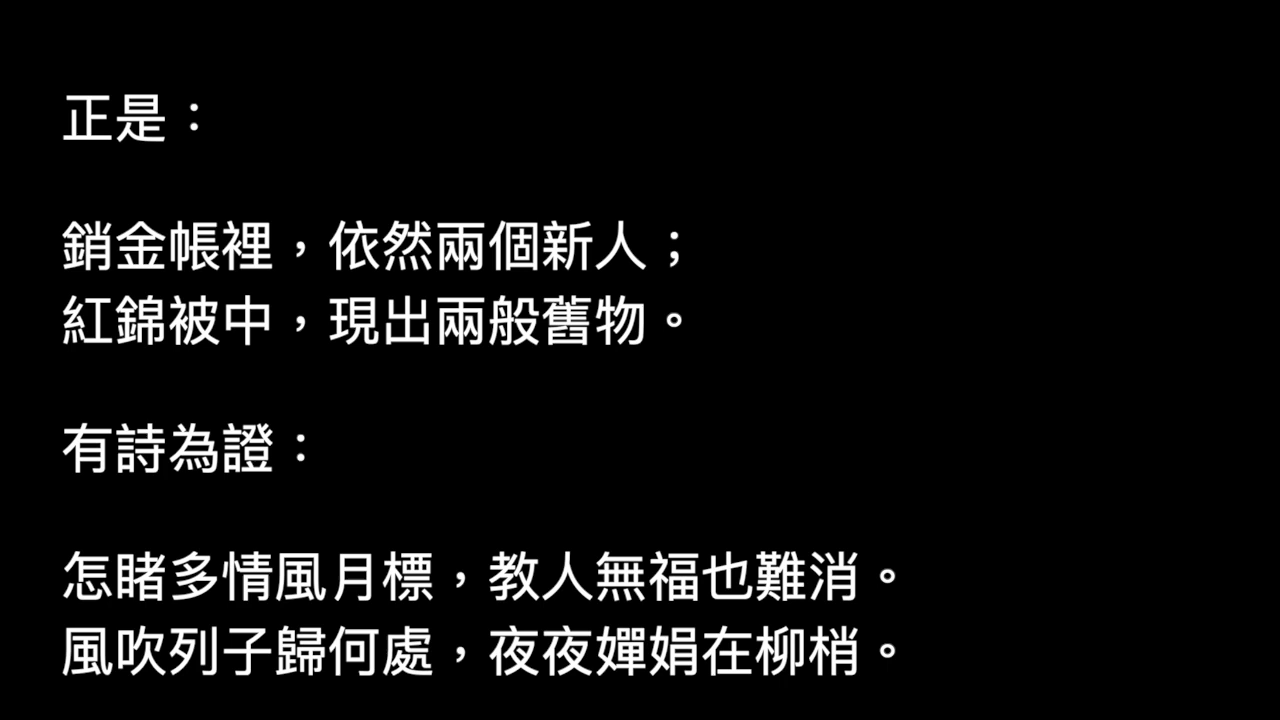 正是：
銷金帳裡，依然兩個新人；
紅錦被中，現出兩般舊物。
有詩為證：
怎睹多情風月標，教人無福也難消。
風吹列子歸何處，夜夜嬋娟在柳梢。